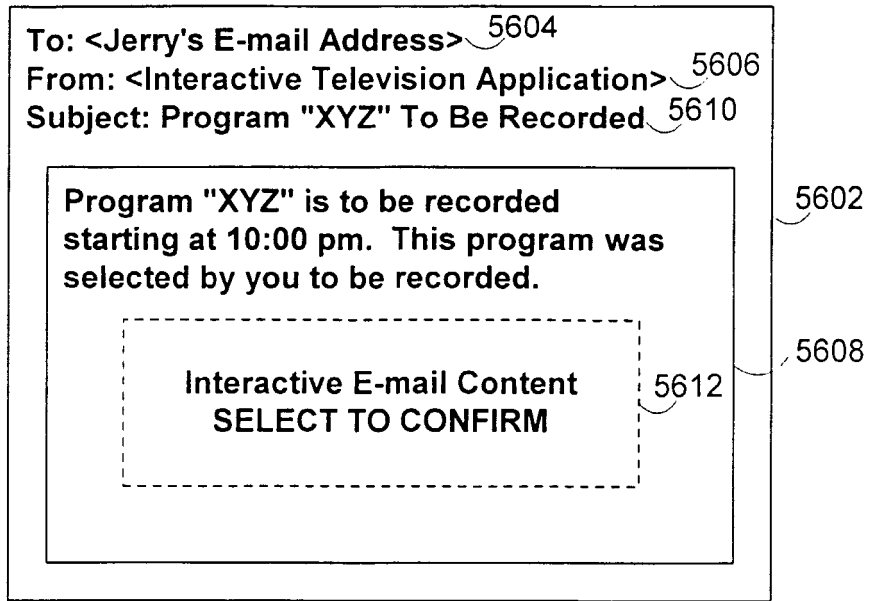 To: <Jerry's E-mail Address> 5604
From: <Interactive Television Application> 5606
Subject: Program "XYZ" To Be Recorded 5610
Program "XYZ" is to be recorded
starting at 10:00 pm. This program was
selected by you to be recorded.
5602
Interactive E-mail Content
SELECT TO CONFIRM
5612
5608